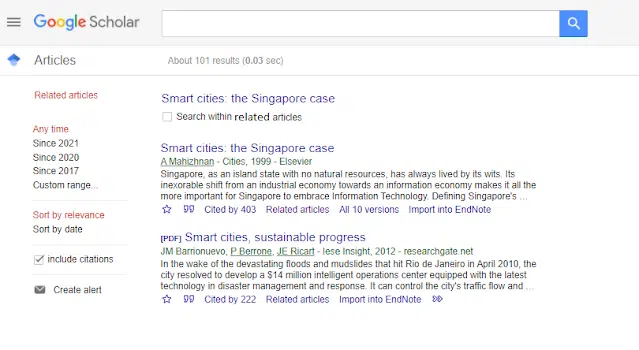 Google Scholar
Articles
About 101 results (0.03 sec)
Related articles
Any time
Since 2021
Since 2020
Since 2017
Custom range...
Sort by relevance
Sort by date
include citations
Create alert
Smart cities: the Singapore case
Search within related articles
Smart cities: the Singapore case
A Mahizhnan - Cities, 1999 - Elsevier
Singapore, as an island state with no natural resources, has always lived by its wits. Its
inexorable shift from an industrial economy towards an information economy makes it all the
more important for Singapore to embrace Information Technology. Defining Singapore's ...
Cited by 403 Related articles All 10 versions Import into EndNote
[PDF] Smart cities, sustainable progress
JM Barrionuevo, P Berrone, JE Ricart - Iese Insight, 2012 - researchgate.net
In the wake of the devastating floods and mudslides that hit Rio de Janeiro in April 2010, the
city resolved to develop a $14 million intelligent operations center equipped with the latest
technology in disaster management and response. It can control the city's traffic flow and ...
Cited by 222 Related articles Import into EndNote